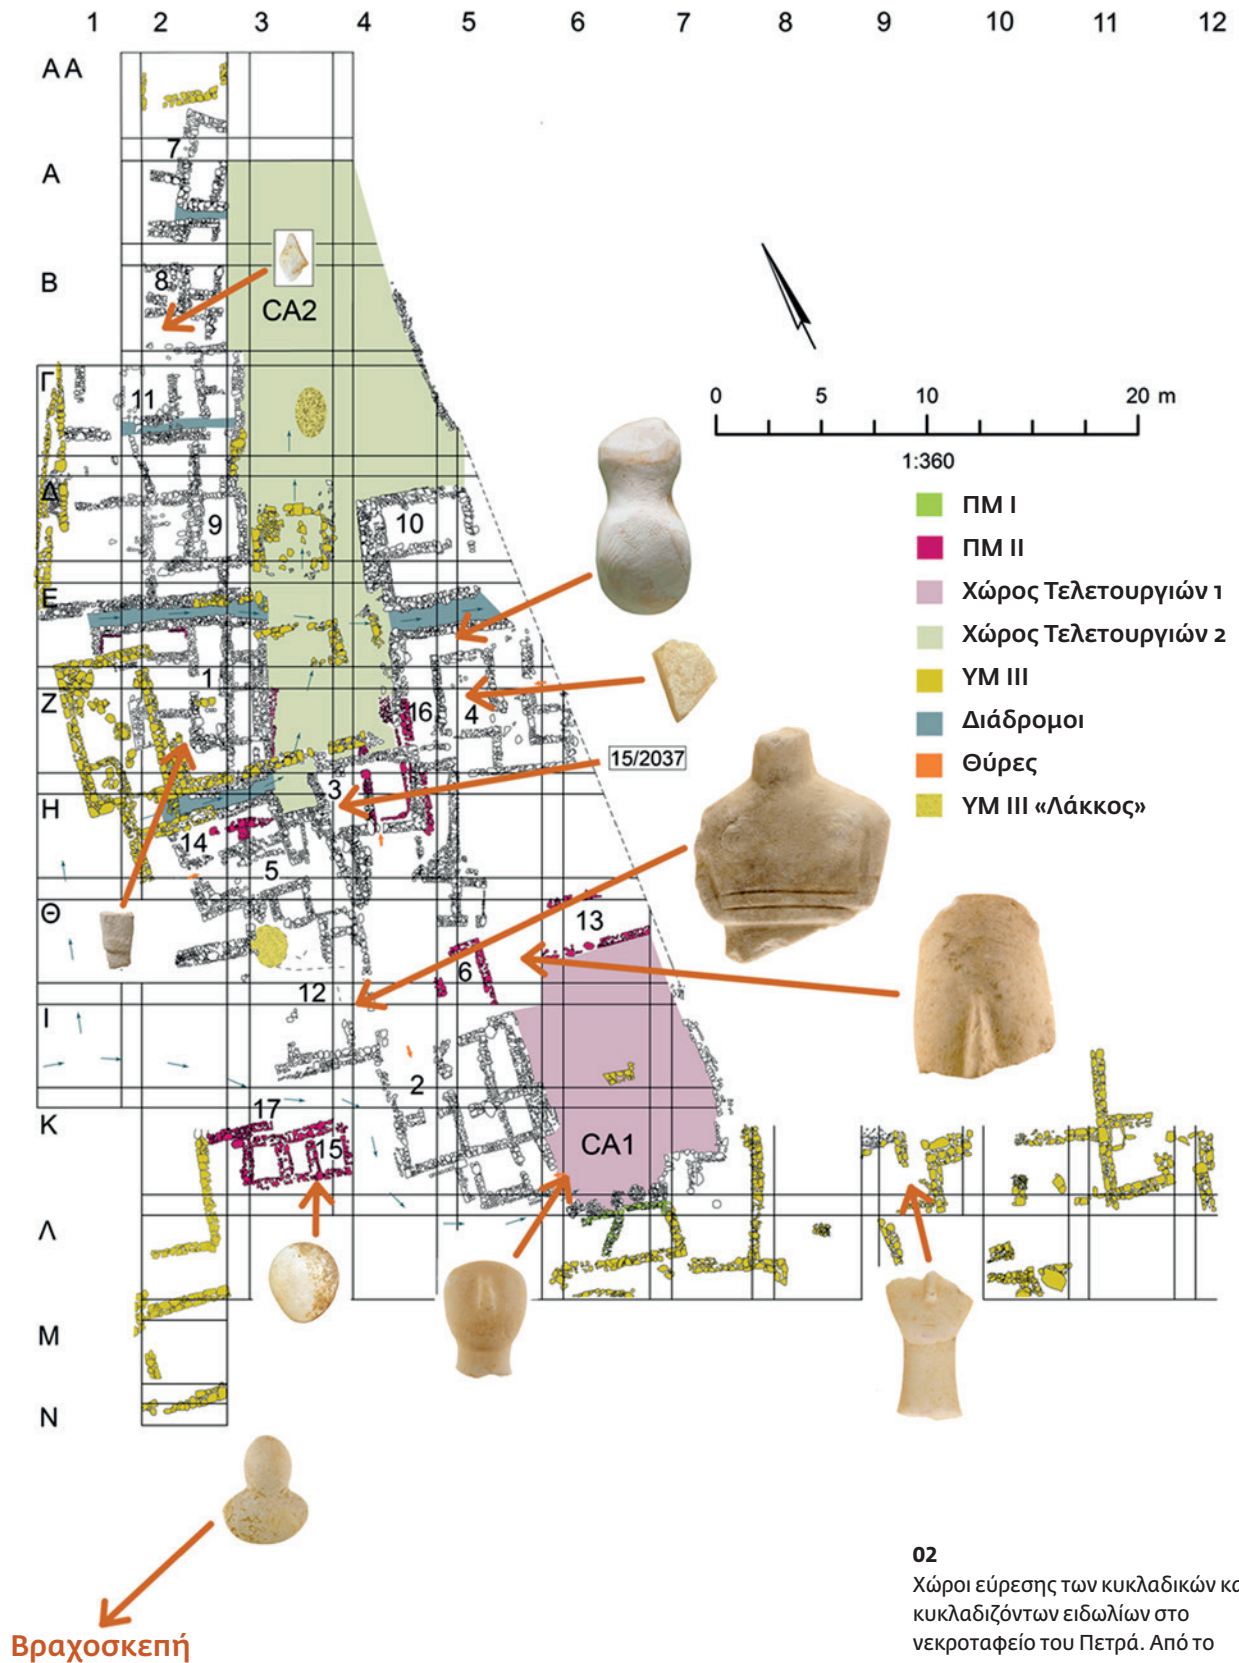 1 2 3 4 5 6 7 8 9 10 11 12
ΑΑ
7
Α
Β
8
CA2
Γ
11
0 5 10 20 m
1:360
Δ
9
10
ΠΜ Ι
ΠΜ ΙΙ
Ε
Χώρος Τελετουργιών 1
Χώρος Τελετουργιών 2
1
ΥΜ ΙΙΙ
Ζ
16
4
Διάδρομοι
15/2037
Θύρες
3
Η
ΥΜ ΙΙΙ «Λάκκος»
14
5
Θ
13
6
12
Ι
2
17
Κ
15
CA1
Λ
Μ
Ν
Βραχοσκεπή
02
Χώροι εύρεσης των κυκλαδικών
κυκλαδιζόντων ειδωλίων στο
νεκροταφείο του Πετρά. Από το